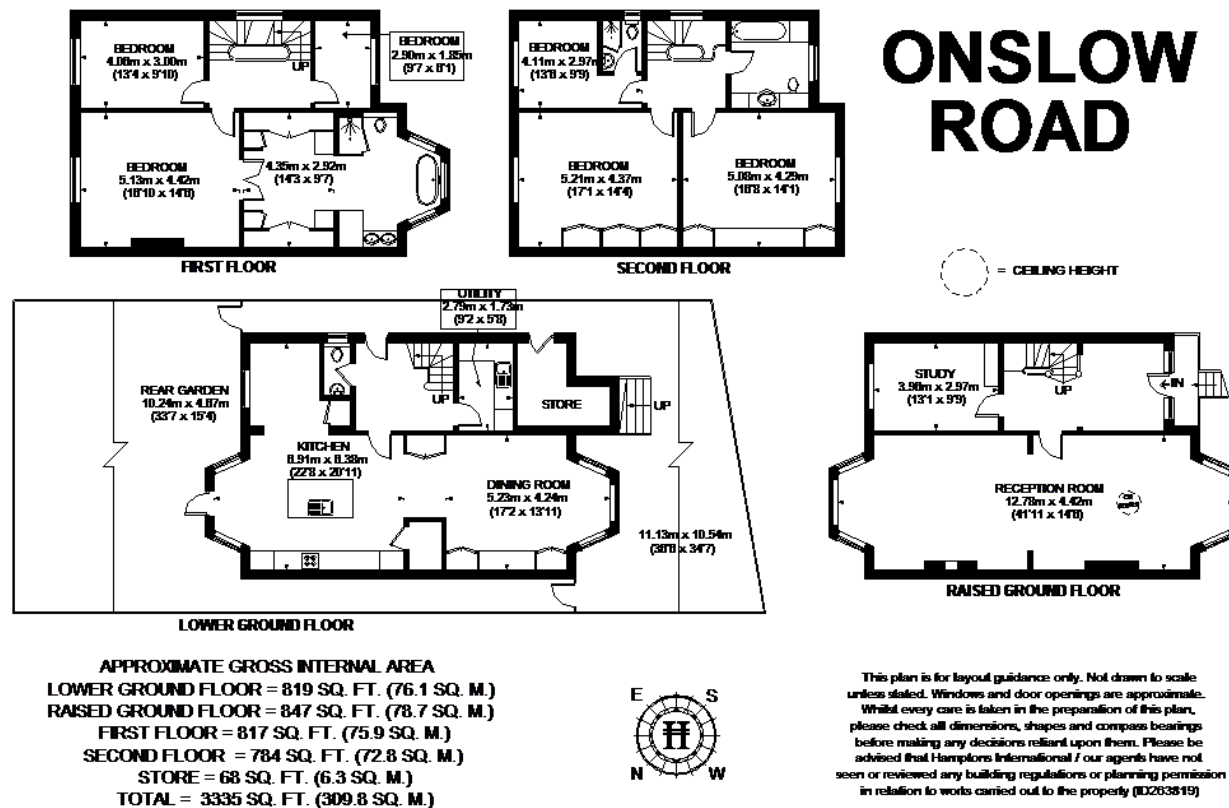 BEDROOM
4.06m x 3.00m
(13'4 x 9'10)
UP
BEDROOM
2.90m x 1.85m
(9'7 x 6'1)
BEDROOM
5.13m x 4.42m
(16'10 x 14'6)
4.35m x 2.92m
(14'3 x 9'7)
FIRST FLOOR
BEDROOM
4.11m x 2.97m
(13'6 x 9'9)
BEDROOM
5.21m x 4.37m
(17'1 x 14'4)
BEDROOM
5.08m x 4.29m
(16'8 x 14'1)
SECOND FLOOR
ONSLOW
ROAD
= CEILING HEIGHT
UTILITY
2.79m x 1.73m
(9'2 x 5'8)
REAR GARDEN
10.24m x 4.67m
(33'7 x 15'4)
UP
STORE
UP
KITCHEN
6.91m x 6.38m
(22'8 x 20'11)
DINING ROOM
5.23m x 4.24m
(17'2 x 13'11)
11.13m x 10.54m
(36'6 x 34'7)
LOWER GROUND FLOOR
STUDY
3.98m x 2.97m
(13'1 x 9'9)
UP
IN
RECEPTION ROOM
12.78m x 4.42m
(41'11 x 14'6)
RAISED GROUND FLOOR
APPROXIMATE GROSS INTERNAL AREA
LOWER GROUND FLOOR = 819 SQ. FT. (76.1 SQ. M.)
RAISED GROUND FLOOR = 847 SQ. FT. (78.7 SQ. M.)
FIRST FLOOR = 817 SQ. FT. (75.9 SQ. M.)
SECOND FLOOR = 784 SQ. FT. (72.8 SQ. M.)
STORE = 68 SQ. FT. (6.3 SQ. M.)
TOTAL = 3335 SQ. FT. (309.8 SQ. M.)
E S
H
N W
This plan is for layout guidance only. Not drawn to scale
unless stated. Windows and door openings are approximate.
Whilst every care is taken in the preparation of this plan,
please check all dimensions, shapes and compass bearings
before making any decisions reliant upon them. Please be
advised that Hamptons International / our agents have not
seen or reviewed any building regulations or planning permission
in relation to works carried out to the property (ID263819)